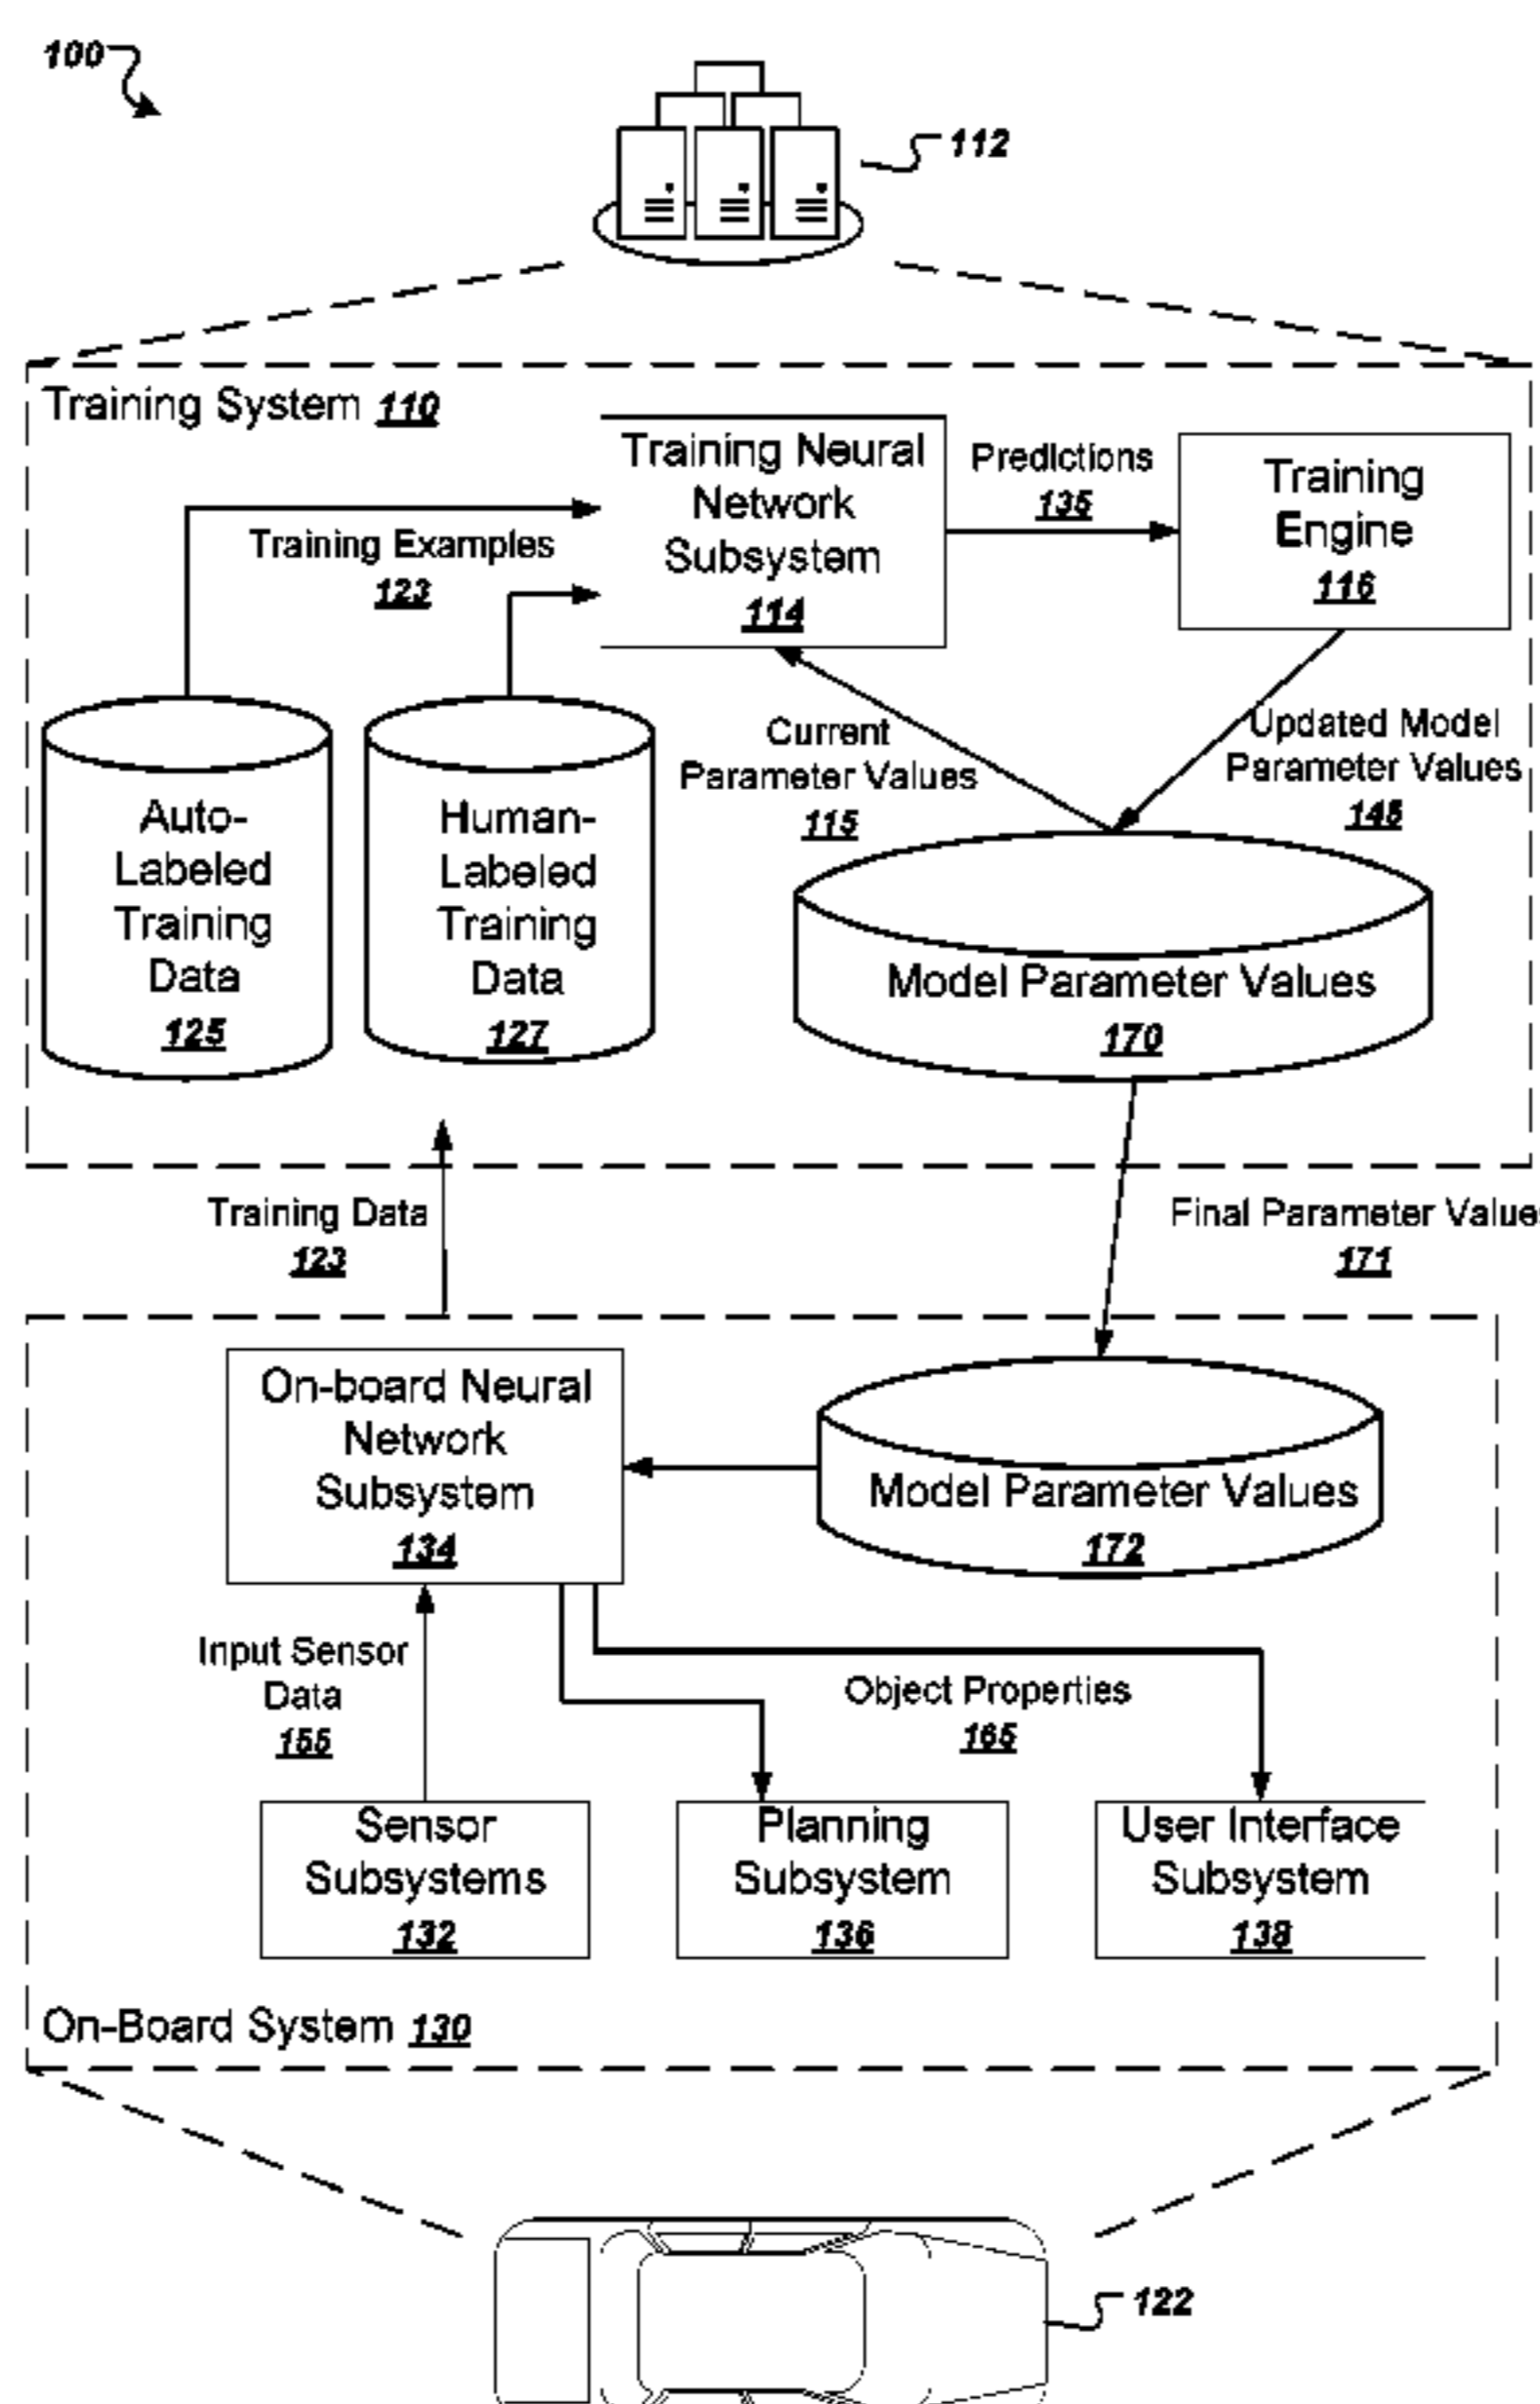 100
112
Training System 110
Training Neural
Network
Subsystem
114
Predictions
135
Training
Engine
116
Training Examples
123
Current
Parameter Values
115
Updated Model
Parameter Values
145
Auto-
Labeled
Training
Data
125
Human-
Labeled
Training
Data
127
Model Parameter Values
170
Training Data
123
Final Parameter Value
171
On-board Neural
Network
Subsystem
134
Model Parameter Values
172
Input Sensor
Data
155
Object Properties
165
Sensor
Subsystems
132
Planning
Subsystem
136
User Interface
Subsystem
138
On-Board System 130
122